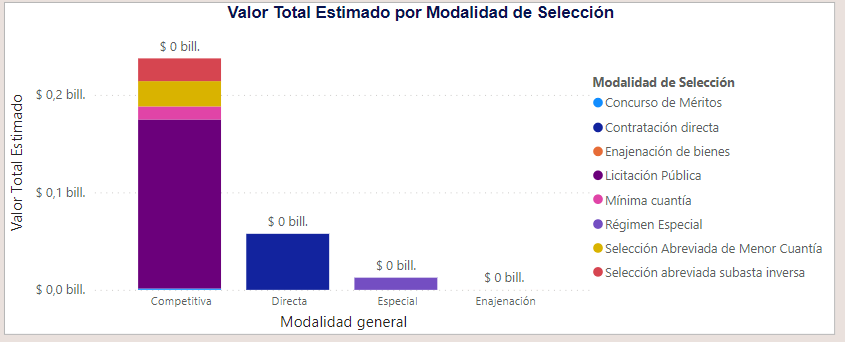 Valor Total Estimado por Modalidad de Selección
Valor Total Estimado
$ 0,2 bill.
$ 0,1 bill.
$ 0,0 bill.
$ 0 bill.
$ 0 bill.
$ 0 bill.
$ 0 bill.
Competitiva
Directa
Especial
Enajenación
Modalidad general
Modalidad de Selección
Concurso de Méritos
Contratación directa
Enajenación de bienes
Licitación Pública
Mínima cuantía
Régimen Especial
Selección Abreviada de Menor Cuantía
Selección abreviada subasta inversa